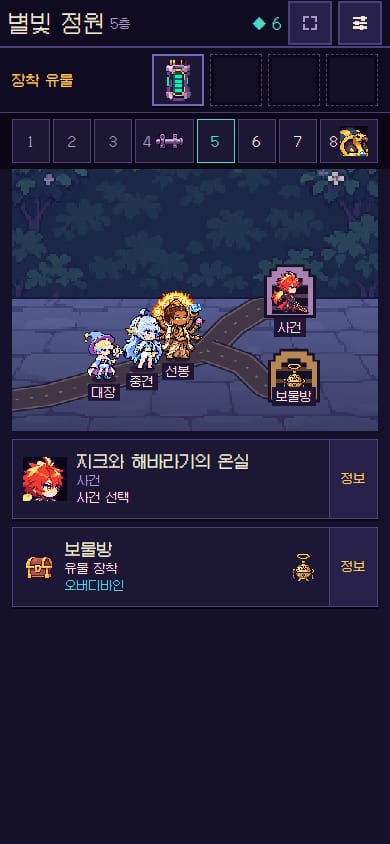 별빛 정원 5층
6
장착 유물
1 2 3 4 5 6 7 8
사건
선봉
중견
대장
보물방
지크와 해바라기의 온실
사건
사건 선택
정보
보물방
유물 장착
오버디바인
정보